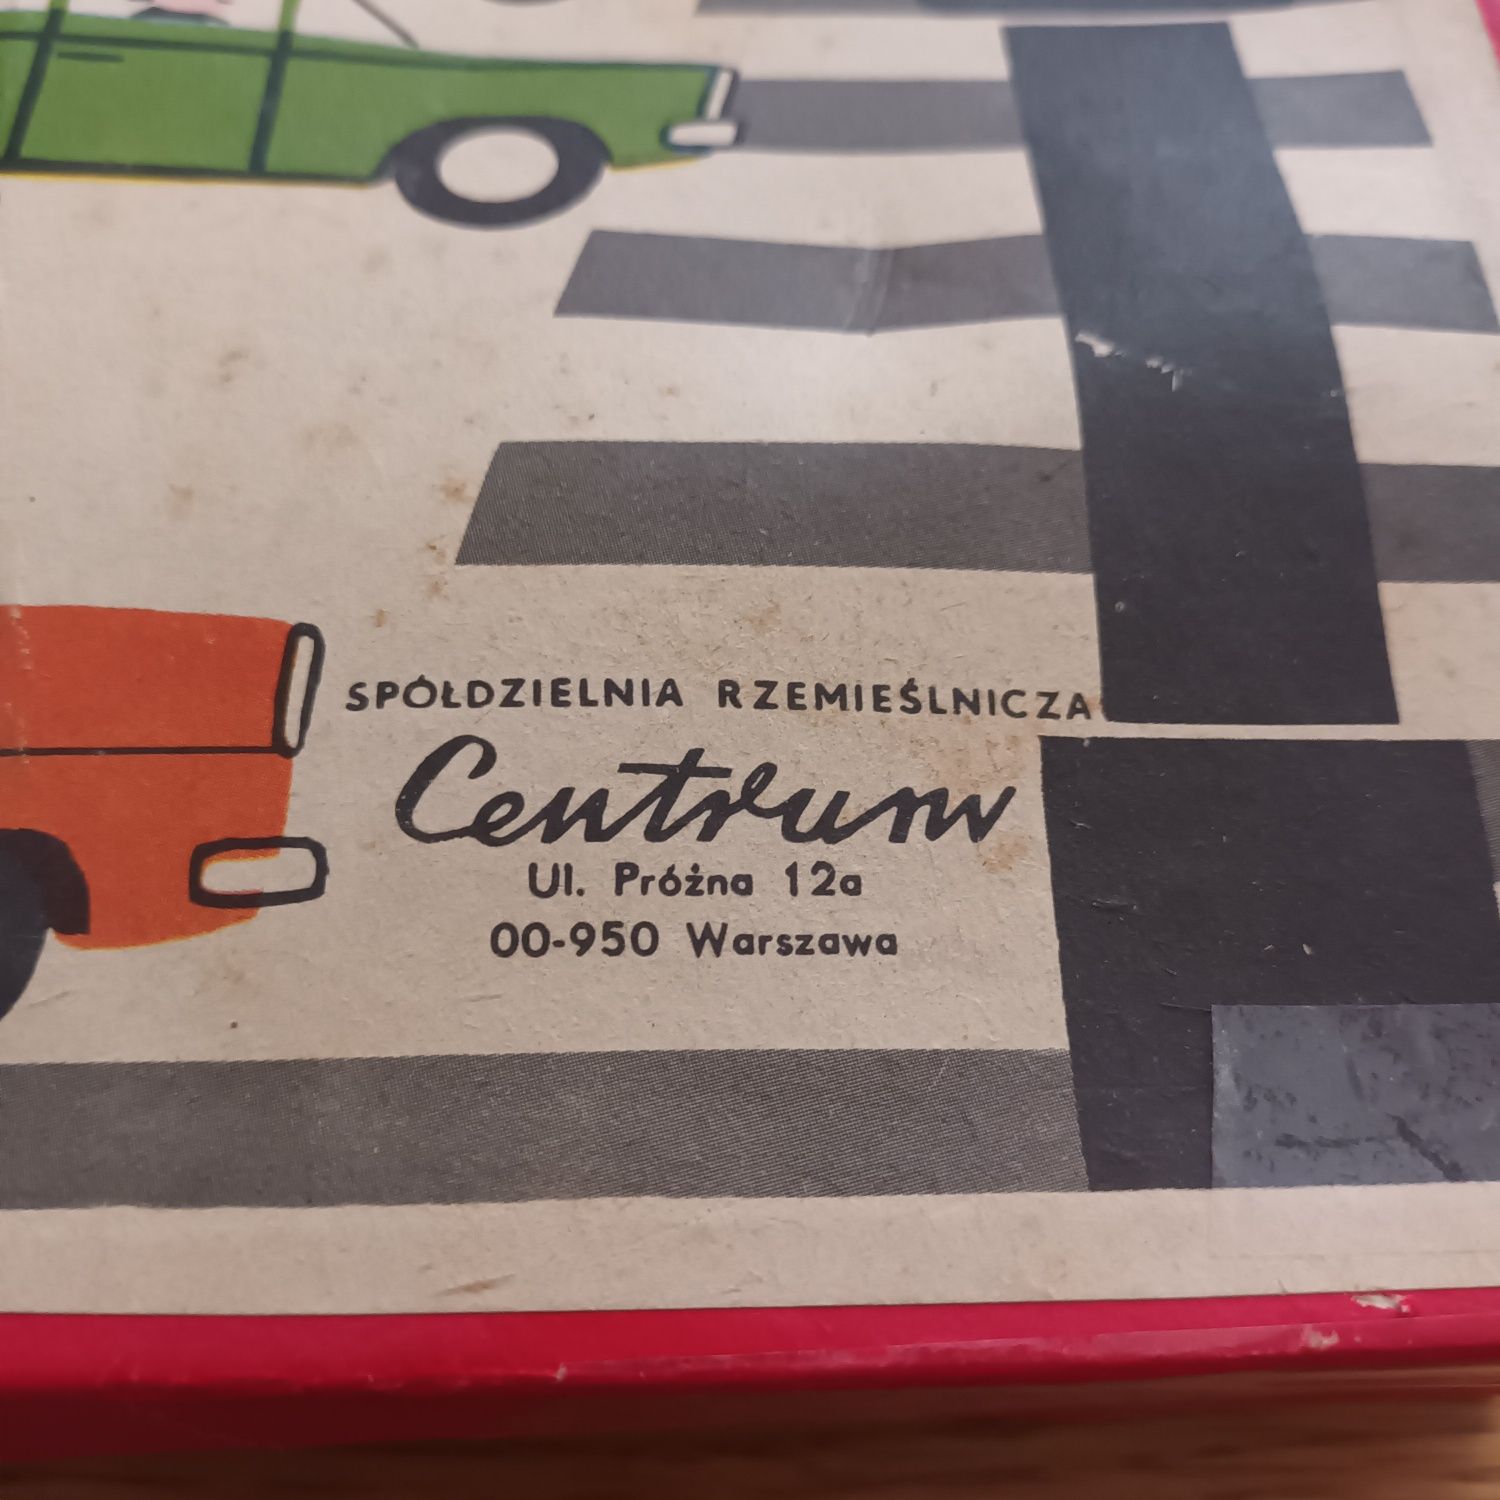 SPÓŁDZIELNIA RZEMIEŚLNICZA
Centrum
Ul. Próżna 12a
00-950 Warszawa